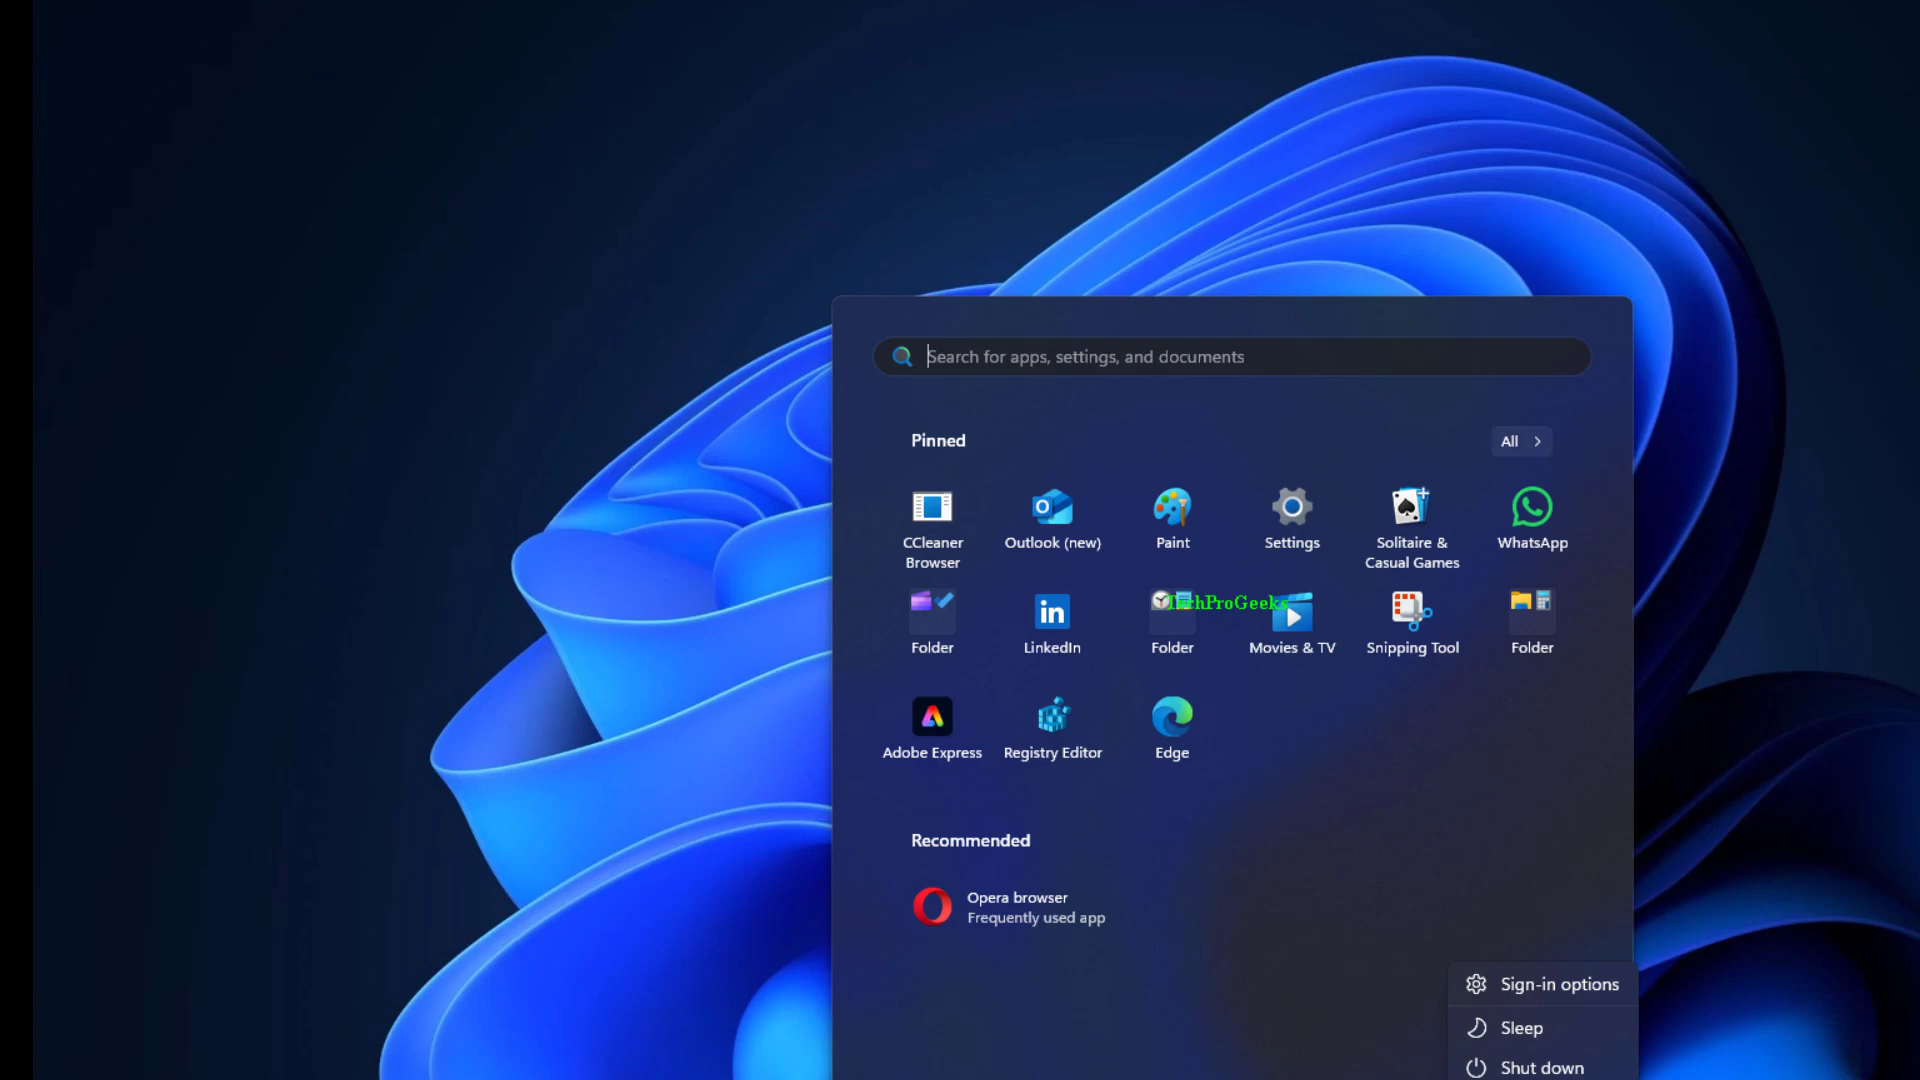 Search for apps, settings, and documents
Pinned
All
CCleaner Browser
Outlook (new)
Paint
Settings
Solitaire & Casual Games
WhatsApp
Folder
LinkedIn
Folder
TechProGeeks
Movies & TV
Snipping Tool
Folder
Adobe Express
Registry Editor
Edge
Recommended
Opera browser
Frequently used app
Sign-in options
Sleep
Shut down